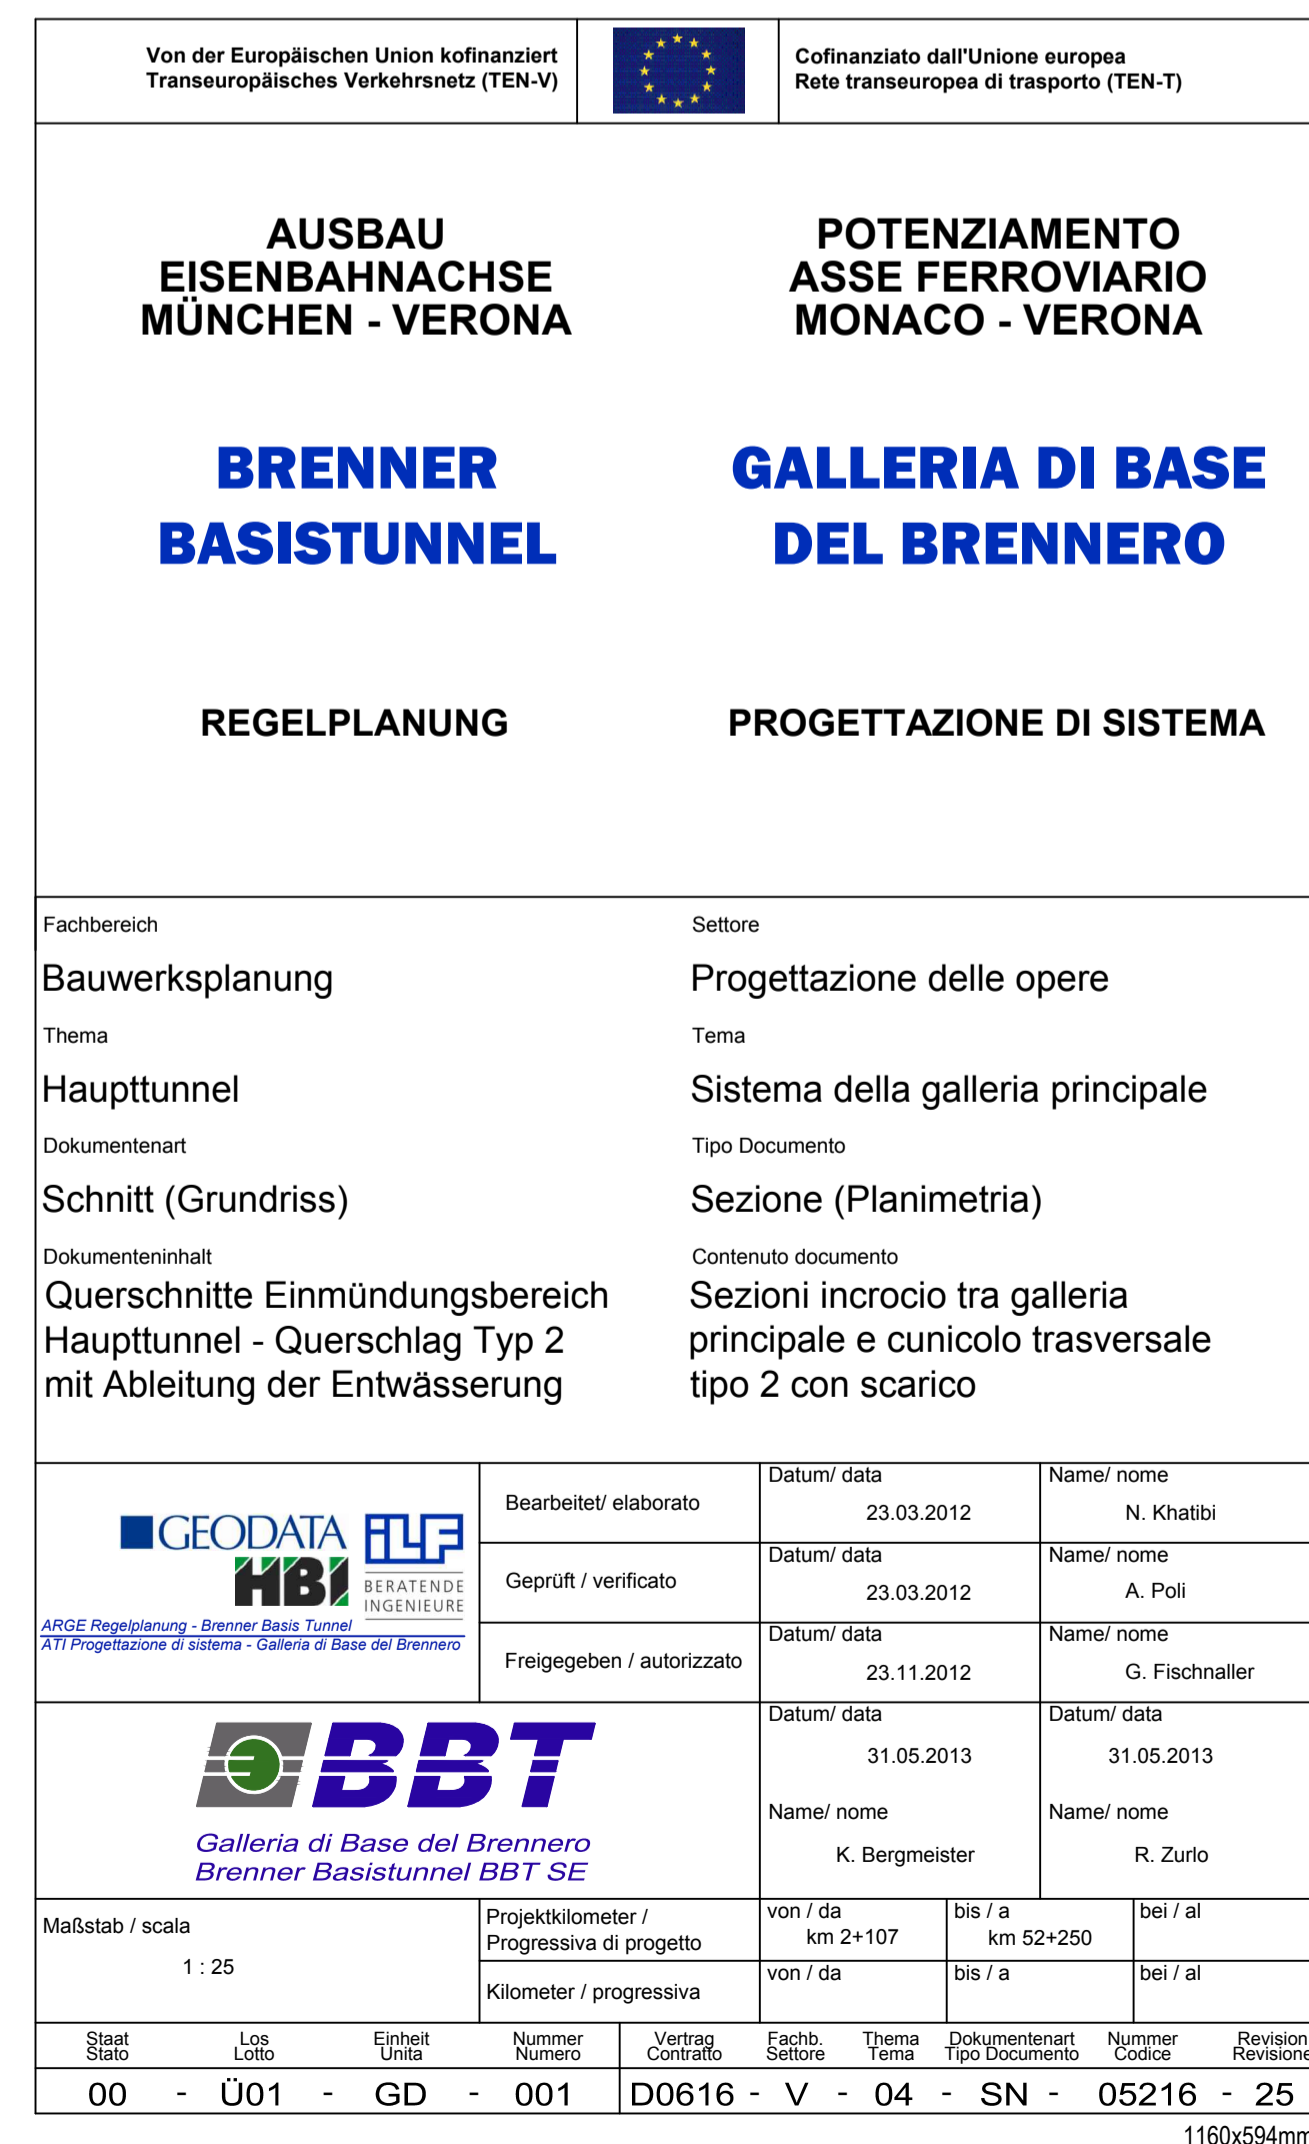 Von der Europäischen Union kofinanziert
Transeuropäisches Verkehrsnetz (TEN-V)
Cofinanziato dall'Unione europea
Rete transeuropea di trasporto (TEN-T)
AUSBAU
EISENBAHNACHSE
MÜNCHEN - VERONA
POTENZIAMENTO
ASSE FERROVIARIO
MONACO - VERONA
BRENNER
BASISTUNNEL
GALLERIA DI BASE
DEL BRENNERO
REGELPLANUNG
PROGETTAZIONE DI SISTEMA
Fachbereich
Settore
Bauwerksplanung
Progettazione delle opere
Thema
Tema
Haupttunnel
Sistema della galleria principale
Dokumentenart
Tipo Documento
Schnitt (Grundriss)
Sezione (Planimetria)
Dokumenteninhalt
Contenuto documento
Querschnitte Einmündungsbereich
Haupttunnel - Querschlag Typ 2
mit Ableitung der Entwässerung
Sezioni incrocio tra galleria
principale e cunicolo trasversale
tipo 2 con scarico
GEODATA
HBI
iLF
BERATENDE
INGENIEURE
ARGE Regelplanung - Brenner Basis Tunnel
ATI Progettazione di sistema - Galleria di Base del Brennero
Bearbeitet/ elaborato
Datum/ data
23.03.2012
Name/ nome
N. Khatibi
Geprüft / verificato
Datum/ data
23.03.2012
Name/ nome
A. Poli
Freigegeben / autorizzato
Datum/ data
23.11.2012
Name/ nome
G. Fischnaller
BBT
Galleria di Base del Brennero
Brenner Basistunnel BBT SE
Datum/ data
31.05.2013
Name/ nome
K. Bergmeister
Datum/ data
31.05.2013
Name/ nome
R. Zurlo
Maßstab / scala
1 : 25
Projektkilometer /
Progressiva di progetto
von / da
km 2+107
bis / a
km 52+250
bei / al
Kilometer / progressiva
von / da
bis / a
bei / al
Staat Los Einheit Nummer Vertrag Fachb. Thema Dokumentenart Nummer Revision
Stato Lotto Unita Numero Contratto Settore Tema Tipo Documento Codice Revisione
00 - Ü01 - GD - 001 D0616 - V - 04 - SN - 05216 - 25
1160x594mm